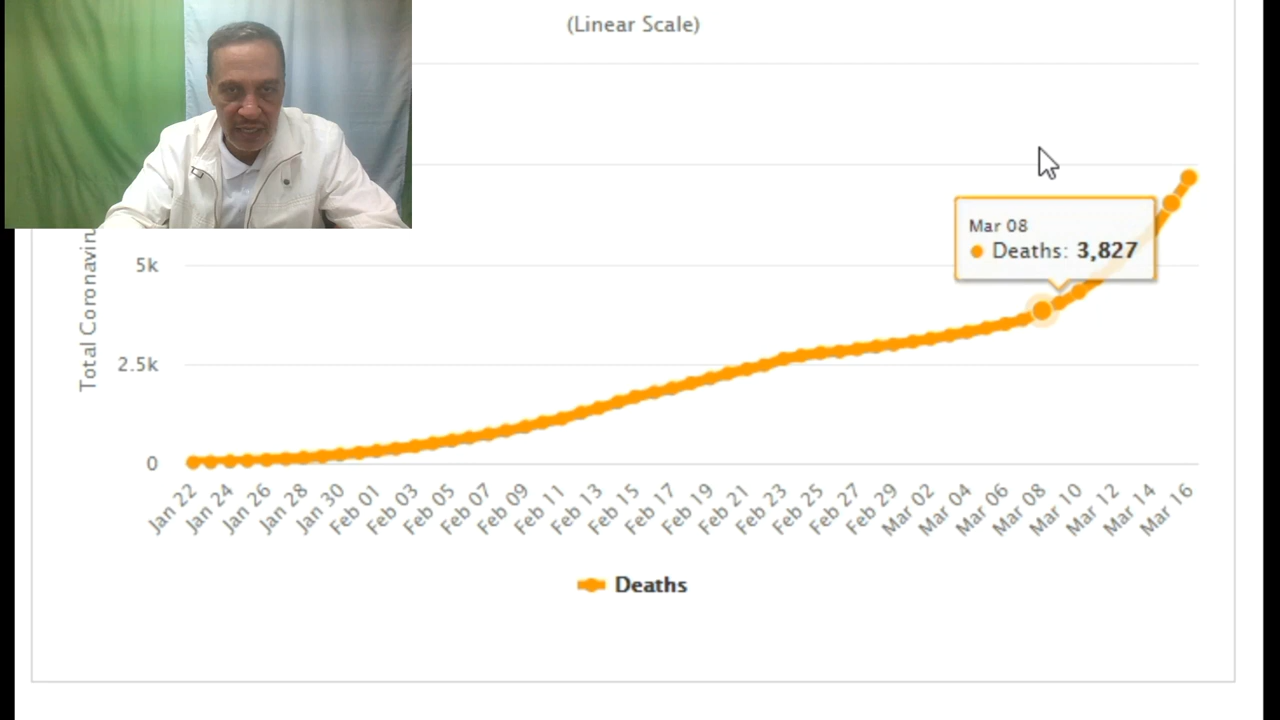 (Linear Scale)
Total Coronaviru
5k
2.5k
0
Mar 08
Deaths: 3,827
Jan 22
Jan 24
Jan 26
Jan 28
Jan 30
Feb 01
Feb 03
Feb 05
Feb 07
Feb 09
Feb 11
Feb 13
Feb 15
Feb 17
Feb 19
Feb 21
Feb 23
Feb 25
Feb 27
Feb 29
Mar 02
Mar 04
Mar 06
Mar 08
Mar 10
Mar 12
Mar 14
Mar 16
Deaths